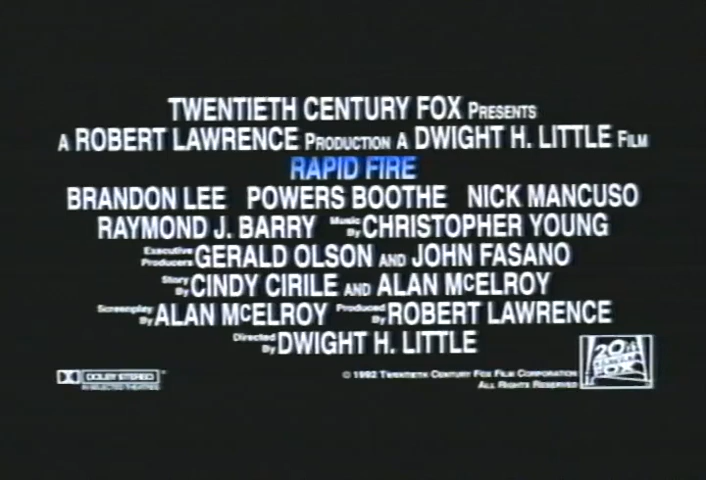 TWENTIETH CENTURY FOX PRESENTS
A ROBERT LAWRENCE PRODUCTION A DWIGHT H. LITTLE FILM
RAPID FIRE
BRANDON LEE POWERS BOOTHE NICK MANCUSO
RAYMOND J. BARRY Music By CHRISTOPHER YOUNG
Executive Producers GERALD OLSON AND JOHN FASANO
Story By CINDY CIRILE AND ALAN McELROY
Screenplay By ALAN McELROY Produced By ROBERT LAWRENCE
Directed By DWIGHT H. LITTLE
20th CENTURY FOX
DOLBY STEREO
IN SELECTED THEATRES
© 1992 TWENTIETH CENTURY FOX FILM CORPORATION
ALL RIGHTS RESERVED